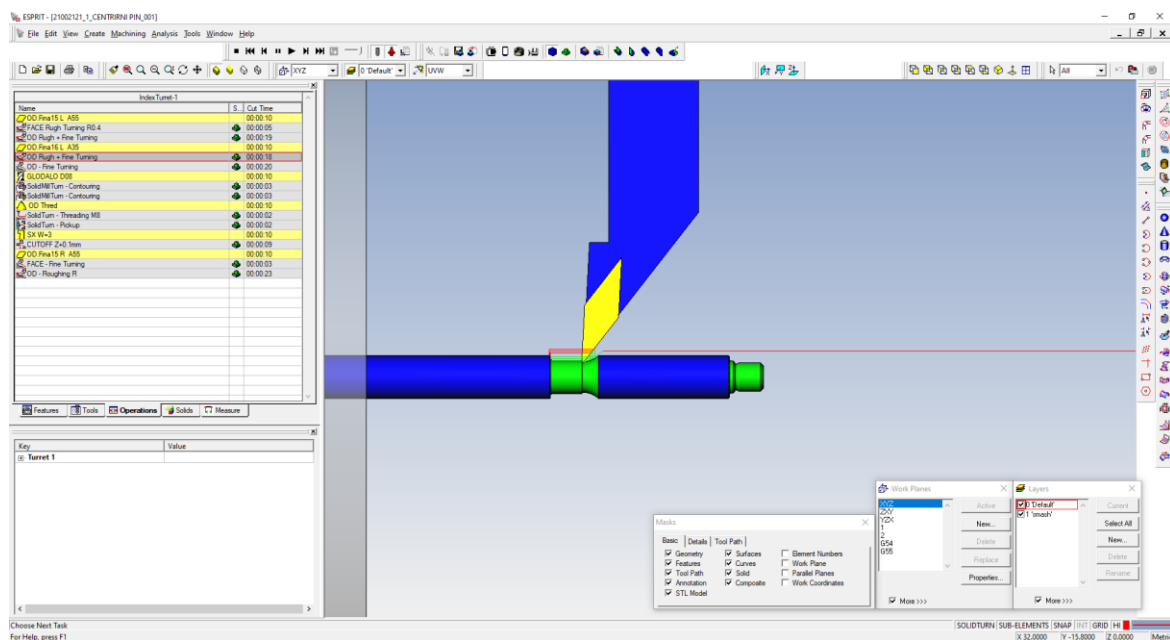 ESPRIT - [21002121_1_CENTRIRNI PIN_001]
File Edit View Create Machining Analysis Tools Window Help
XYZ
0 'Default'
UVW
All
IndexTurret-1
Name S... Cut Time
OD.Fina15 L A55 00:00:10
FACE Rugh Turning R0.4 00:00:05
OD Rugh + Fine Turning 00:00:19
OD.Fina16 L A35 00:00:10
OD Rugh + Fine Turning 00:00:18
OD - Fine Turning 00:00:20
GLODALO D08 00:00:10
SolidMillTurn - Contouring 00:00:03
SolidMillTurn - Contouring 00:00:03
OD Thred 00:00:10
SolidTurn - Threading M8 00:00:02
SolidTurn - Pickup 00:00:02
SX W=3 00:00:10
CUTOFF Z+0.1mm 00:00:09
OD.Fina15 R A55 00:00:10
FACE - Fine Turning 00:00:03
OD - Roughing R 00:00:23
Features Tools Operations Solids Measure
Key Value
Turret 1
Masks
Basic Details Tool Path
Geometry Surfaces Element Numbers
Features Curves Work Plane
Tool Path Solid Parallel Planes
Annotation Composite Work Coordinates
STL Model
Work Planes
XYZ
ZXY
YZX
1
2
G54
G55
Active
New...
Delete
Replace
Properties...
More >>>
Layers
0 'Default'
1 'smash'
Current
Select All
New...
Delete
Rename
More >>>
Choose New Task
SOLIDTURN SUB-ELEMENTS SNAP INT GRID HI
For Help, press F1
X 32.0000 Y -15.8000 Z 0.0000 Metric